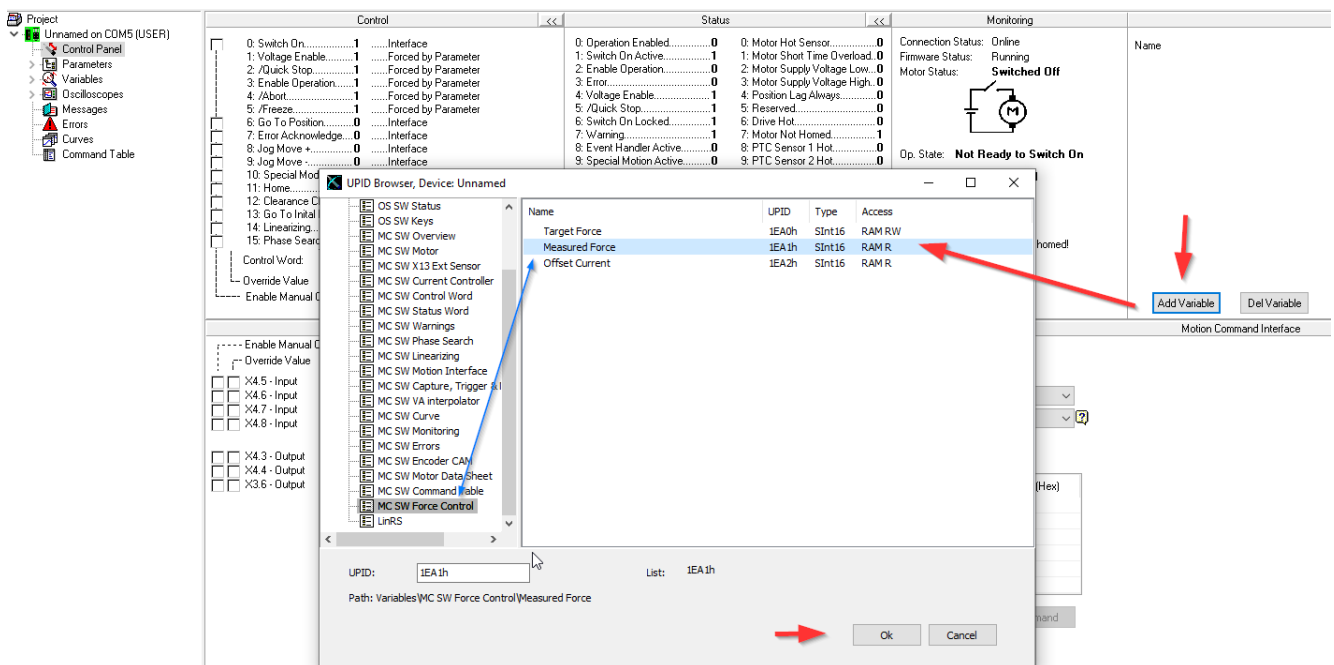 Project
Unnamed on COM5 (USER)
Control Panel
Parameters
Variables
Oscilloscopes
Messages
Errors
Curves
Command Table
Control
<<
0: Switch On..............1 ......Interface
1: Voltage Enable.......1 ......Forced by Parameter
2: /Quick Stop............1 ......Forced by Parameter
3: Enable Operation.....1 ......Forced by Parameter
4: /Abort....................1 ......Forced by Parameter
5: /Freeze..................1 ......Forced by Parameter
6: Go To Position........0 ......Interface
7: Error Acknowledge...0 ......Interface
8: Jog Move +............0 ......Interface
9: Jog Move -.............0 ......Interface
10: Special Mod
11: Home
12: Clearance C
13: Go To Inital
14: Linearizing...
15: Phase Searc
Control Word:
Override Value
Enable Manual
Status
<<
0: Operation Enabled............0
1: Switch On Active..............1
2: Enable Operation..............0
3: Error................................0
4: Voltage Enable.................1
5: /Quick Stop.....................1
6: Switch On Locked.............1
7: Warning...........................1
8: Event Handler Active.........0
9: Special Motion Active........0
0: Motor Hot Sensor..............0
1: Motor Short Time Overload..0
2: Motor Supply Voltage Low...0
3: Motor Supply Voltage High..0
4: Position Lag Always...........0
5: Reserved.........................0
6: Drive Hot.........................0
7: Motor Not Homed..............1
8: PTC Sensor 1 Hot.............0
9: PTC Sensor 2 Hot.............0
Monitoring
Connection Status: Online
Firmware Status: Running
Motor Status: Switched Off
M
Op. State: Not Ready to Switch On
homed!
Name
Add Variable
Del Variable
Motion Command Interface
Enable Manual
Override Value
X4.5 - Input
X4.6 - Input
X4.7 - Input
X4.8 - Input
X4.3 - Output
X4.4 - Output
X3.6 - Output
(Hex)
mand
UPID Browser, Device: Unnamed
OS SW Status
OS SW Keys
MC SW Overview
MC SW Motor
MC SW X13 Ext Sensor
MC SW Current Controller
MC SW Control Word
MC SW Status Word
MC SW Warnings
MC SW Phase Search
MC SW Linearizing
MC SW Motion Interface
MC SW Capture, Trigger &
MC SW VA interpolator
MC SW Curve
MC SW Monitoring
MC SW Errors
MC SW Encoder CAM
MC SW Motor Data Sheet
MC SW Command Table
MC SW Force Control
LinRS
Name UPID Type Access
Target Force 1EA0h SInt16 RAM RW
Measured Force 1EA1h SInt16 RAM R
Offset Current 1EA2h SInt16 RAM R
UPID: 1EA1h List: 1EA1h
Path: Variables\MC SW Force Control\Measured Force
Ok
Cancel